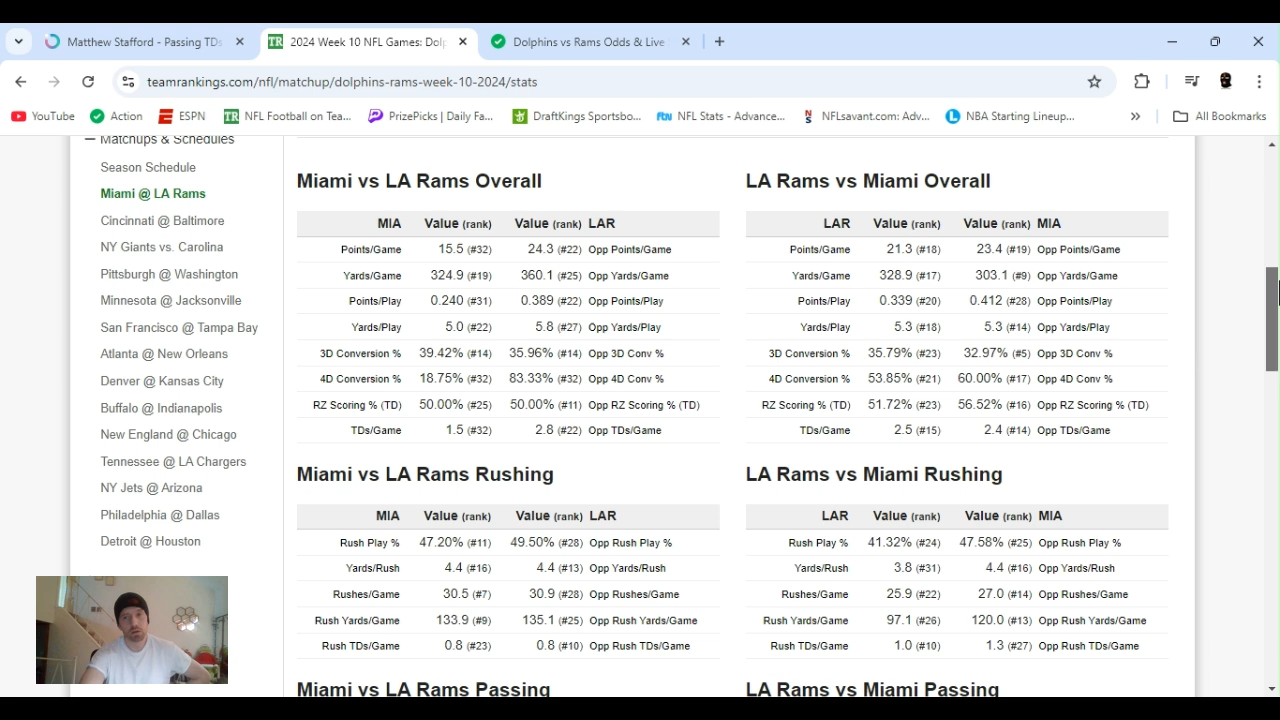 Matthew Stafford - Passing TDs
2024 Week 10 NFL Games: Dolp
Dolphins vs Rams Odds & Live
teamrankings.com/nfl/matchup/dolphins-rams-week-10-2024/stats
YouTube Action ESPN NFL Football on Tea... PrizePicks | Daily Fa... DraftKings Sportsbo... NFL Stats - Advance... NFLsavant.com: Adv... NBA Starting Lineup... » All Bookmarks
Matchups & Schedules
Season Schedule
Miami @ LA Rams
Cincinnati @ Baltimore
NY Giants vs. Carolina
Pittsburgh @ Washington
Minnesota @ Jacksonville
San Francisco @ Tampa Bay
Atlanta @ New Orleans
Denver @ Kansas City
Buffalo @ Indianapolis
New England @ Chicago
Tennessee @ LA Chargers
NY Jets @ Arizona
Philadelphia @ Dallas
Detroit @ Houston
Miami vs LA Rams Overall
MIA Value (rank) Value (rank) LAR
Points/Game 15.5 (#32) 24.3 (#22) Opp Points/Game
Yards/Game 324.9 (#19) 360.1 (#25) Opp Yards/Game
Points/Play 0.240 (#31) 0.389 (#22) Opp Points/Play
Yards/Play 5.0 (#22) 5.8 (#27) Opp Yards/Play
3D Conversion % 39.42% (#14) 35.96% (#14) Opp 3D Conv %
4D Conversion % 18.75% (#32) 83.33% (#32) Opp 4D Conv %
RZ Scoring % (TD) 50.00% (#25) 50.00% (#11) Opp RZ Scoring % (TD)
TDs/Game 1.5 (#32) 2.8 (#22) Opp TDs/Game
LA Rams vs Miami Overall
LAR Value (rank) Value (rank) MIA
Points/Game 21.3 (#18) 23.4 (#19) Opp Points/Game
Yards/Game 328.9 (#17) 303.1 (#9) Opp Yards/Game
Points/Play 0.339 (#20) 0.412 (#28) Opp Points/Play
Yards/Play 5.3 (#18) 5.3 (#14) Opp Yards/Play
3D Conversion % 35.79% (#23) 32.97% (#5) Opp 3D Conv %
4D Conversion % 53.85% (#21) 60.00% (#17) Opp 4D Conv %
RZ Scoring % (TD) 51.72% (#23) 56.52% (#16) Opp RZ Scoring % (TD)
TDs/Game 2.5 (#15) 2.4 (#14) Opp TDs/Game
Miami vs LA Rams Rushing
MIA Value (rank) Value (rank) LAR
Rush Play % 47.20% (#11) 49.50% (#28) Opp Rush Play %
Yards/Rush 4.4 (#16) 4.4 (#13) Opp Yards/Rush
Rushes/Game 30.5 (#7) 30.9 (#28) Opp Rushes/Game
Rush Yards/Game 133.9 (#9) 135.1 (#25) Opp Rush Yards/Game
Rush TDs/Game 0.8 (#23) 0.8 (#10) Opp Rush TDs/Game
LA Rams vs Miami Rushing
LAR Value (rank) Value (rank) MIA
Rush Play % 41.32% (#24) 47.58% (#25) Opp Rush Play %
Yards/Rush 3.8 (#31) 4.4 (#16) Opp Yards/Rush
Rushes/Game 25.9 (#22) 27.0 (#14) Opp Rushes/Game
Rush Yards/Game 97.1 (#26) 120.0 (#13) Opp Rush Yards/Game
Rush TDs/Game 1.0 (#10) 1.3 (#27) Opp Rush TDs/Game
Miami vs LA Rams Passing
LA Rams vs Miami Passing